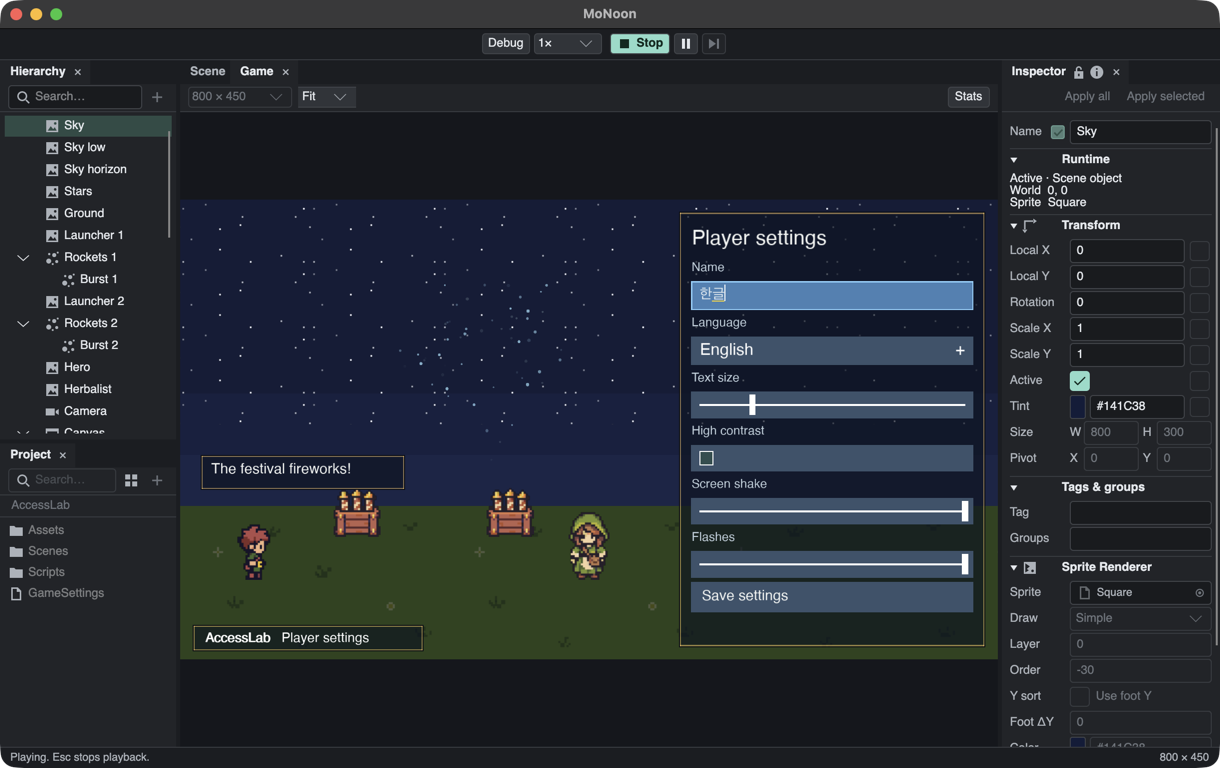 MoNoon
Debug 1× Stop
Hierarchy ×
Search...
Sky
Sky low
Sky horizon
Stars
Ground
Launcher 1
Rockets 1
Burst 1
Launcher 2
Rockets 2
Burst 2
Hero
Herbalist
Camera
Canvas
Project ×
Search...
AccessLab
Assets
Scenes
Scripts
GameSettings
Scene Game ×
800 × 450 Fit Stats
The festival fireworks!
AccessLab Player settings
Player settings
Name
한글
Language
English +
Text size
High contrast
Screen shake
Flashes
Save settings
Inspector ×
Apply all Apply selected
Name Sky
Runtime
Active · Scene object
World 0, 0
Sprite Square
Transform
Local X 0
Local Y 0
Rotation 0
Scale X 1
Scale Y 1
Active
Tint #141C38
Size W 800 H 300
Pivot X 0 Y 0
Tags & groups
Tag
Groups
Sprite Renderer
Sprite Square
Draw Simple
Layer 0
Order -30
Y sort Use foot Y
Foot ΔY 0
Color #141C38
Playing. Esc stops playback. 800 × 450